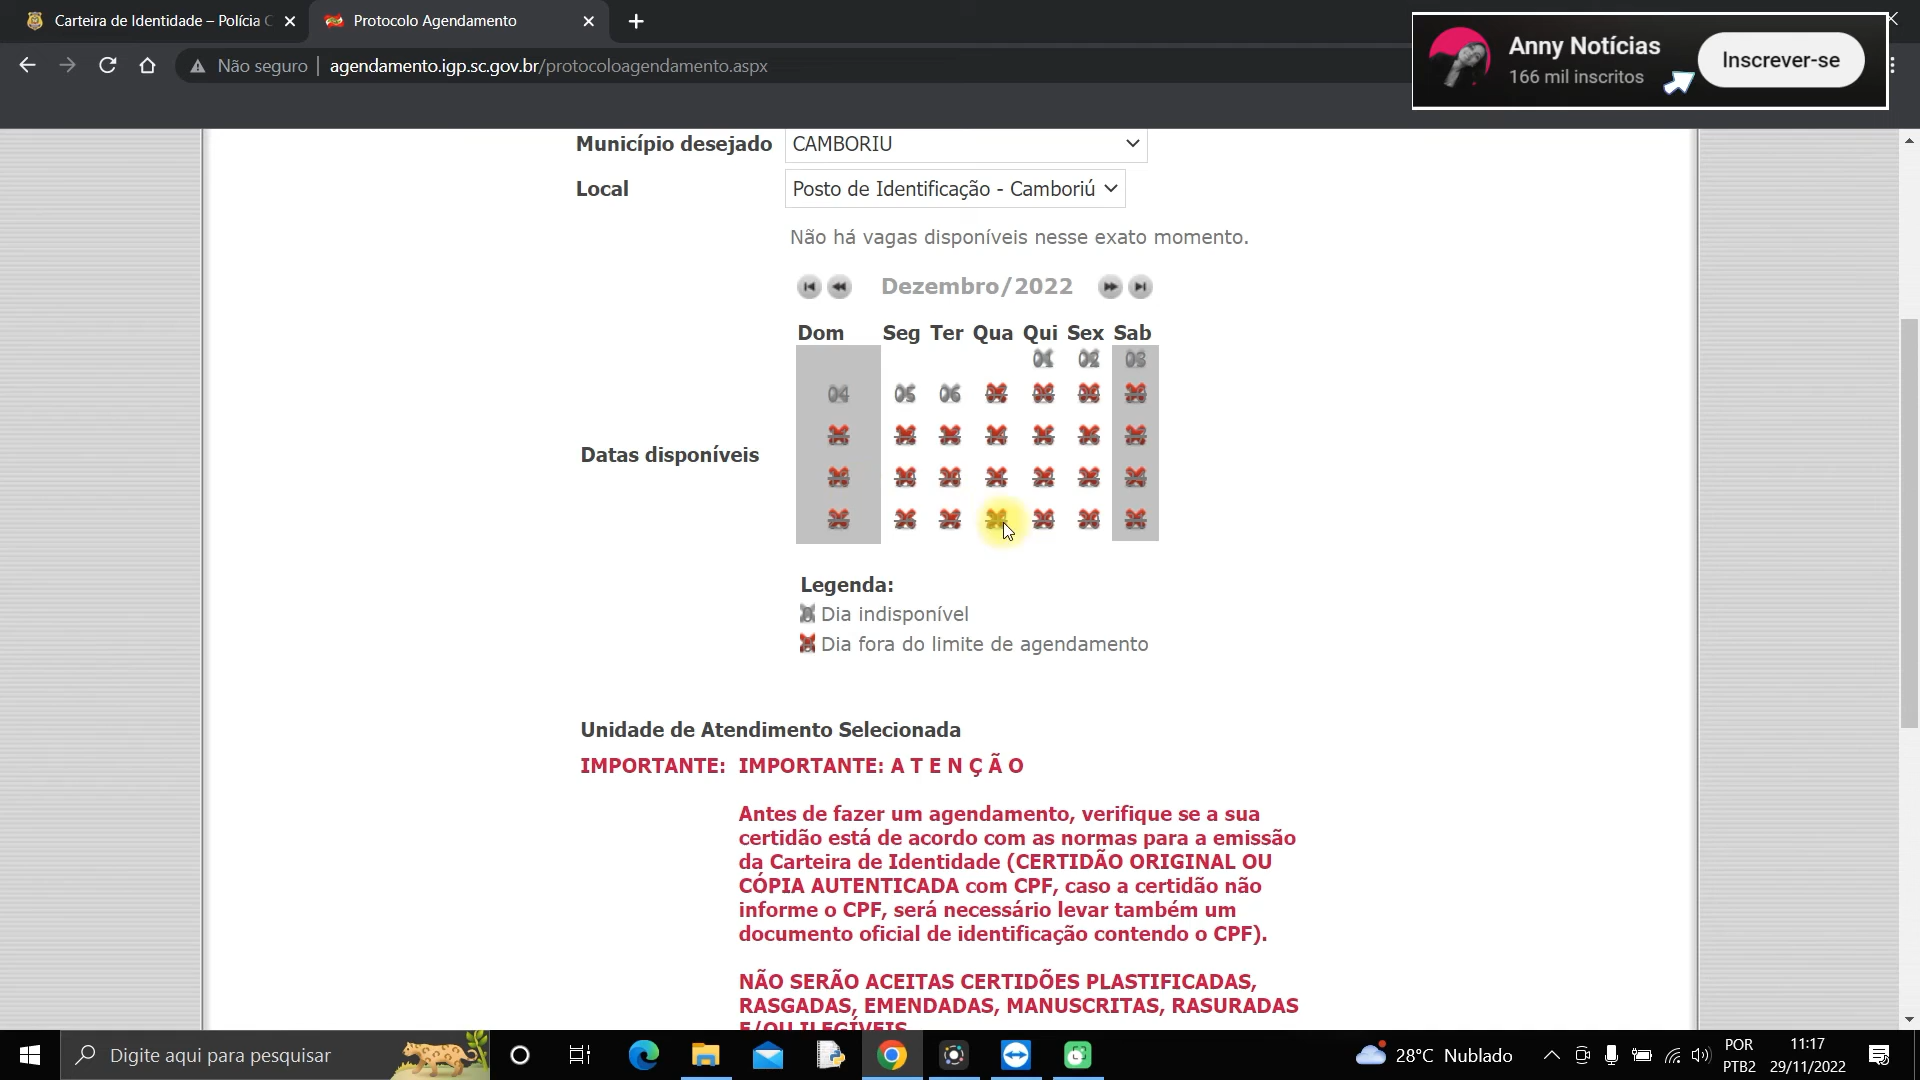 Carteira de Identidade – Polícia C
Protocolo Agendamento
Não seguro
agendamento.igp.sc.gov.br/protocoloagendamento.aspx
Anny Notícias
166 mil inscritos
Inscrever-se
Município desejado
CAMBORIU
Local
Posto de Identificação - Camboriú
Não há vagas disponíveis nesse exato momento.
Dezembro/2022
Dom Seg Ter Qua Qui Sex Sab
01 02 03
04 05 06
Datas disponíveis
Legenda:
Dia indisponível
Dia fora do limite de agendamento
Unidade de Atendimento Selecionada
IMPORTANTE: IMPORTANTE: A T E N Ç Ã O
Antes de fazer um agendamento, verifique se a sua
certidão está de acordo com as normas para a emissão
da Carteira de Identidade (CERTIDÃO ORIGINAL OU
CÓPIA AUTENTICADA com CPF, caso a certidão não
informe o CPF, será necessário levar também um
documento oficial de identificação contendo o CPF).
NÃO SERÃO ACEITAS CERTIDÕES PLASTIFICADAS,
RASGADAS, EMENDADAS, MANUSCRITAS, RASURADAS
E/OU ILEGÍVEIS
Digite aqui para pesquisar
28°C Nublado
POR
PTB2
11:17
29/11/2022